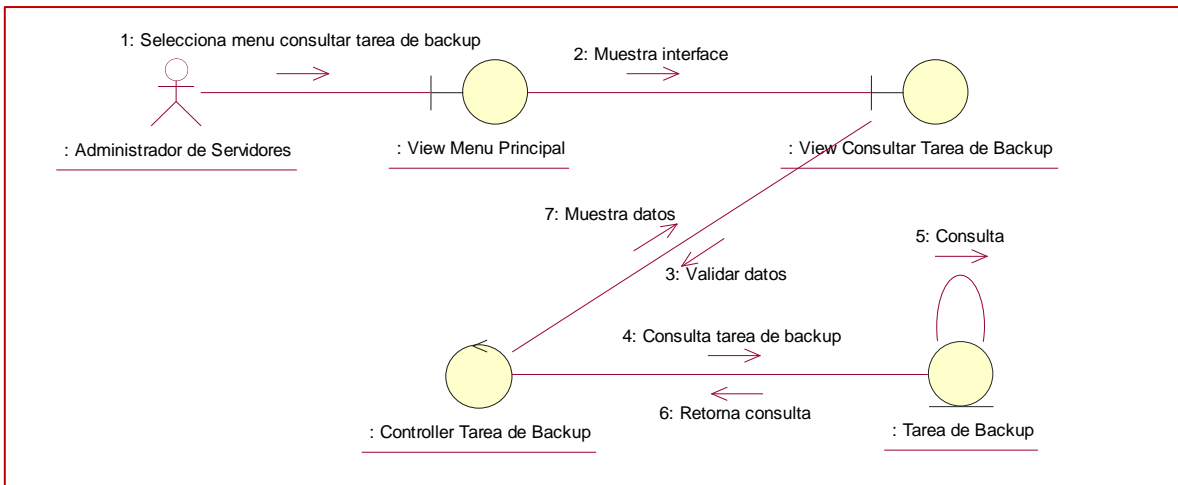 1: Selecciona menu consultar tarea de backup
2: Muestra interface
: Administrador de Servidores
: View Menu Principal
: View Consultar Tarea de Backup
7: Muestra datos
3: Validar datos
5: Consulta
4: Consulta tarea de backup
6: Retorna consulta
: Controller Tarea de Backup
: Tarea de Backup